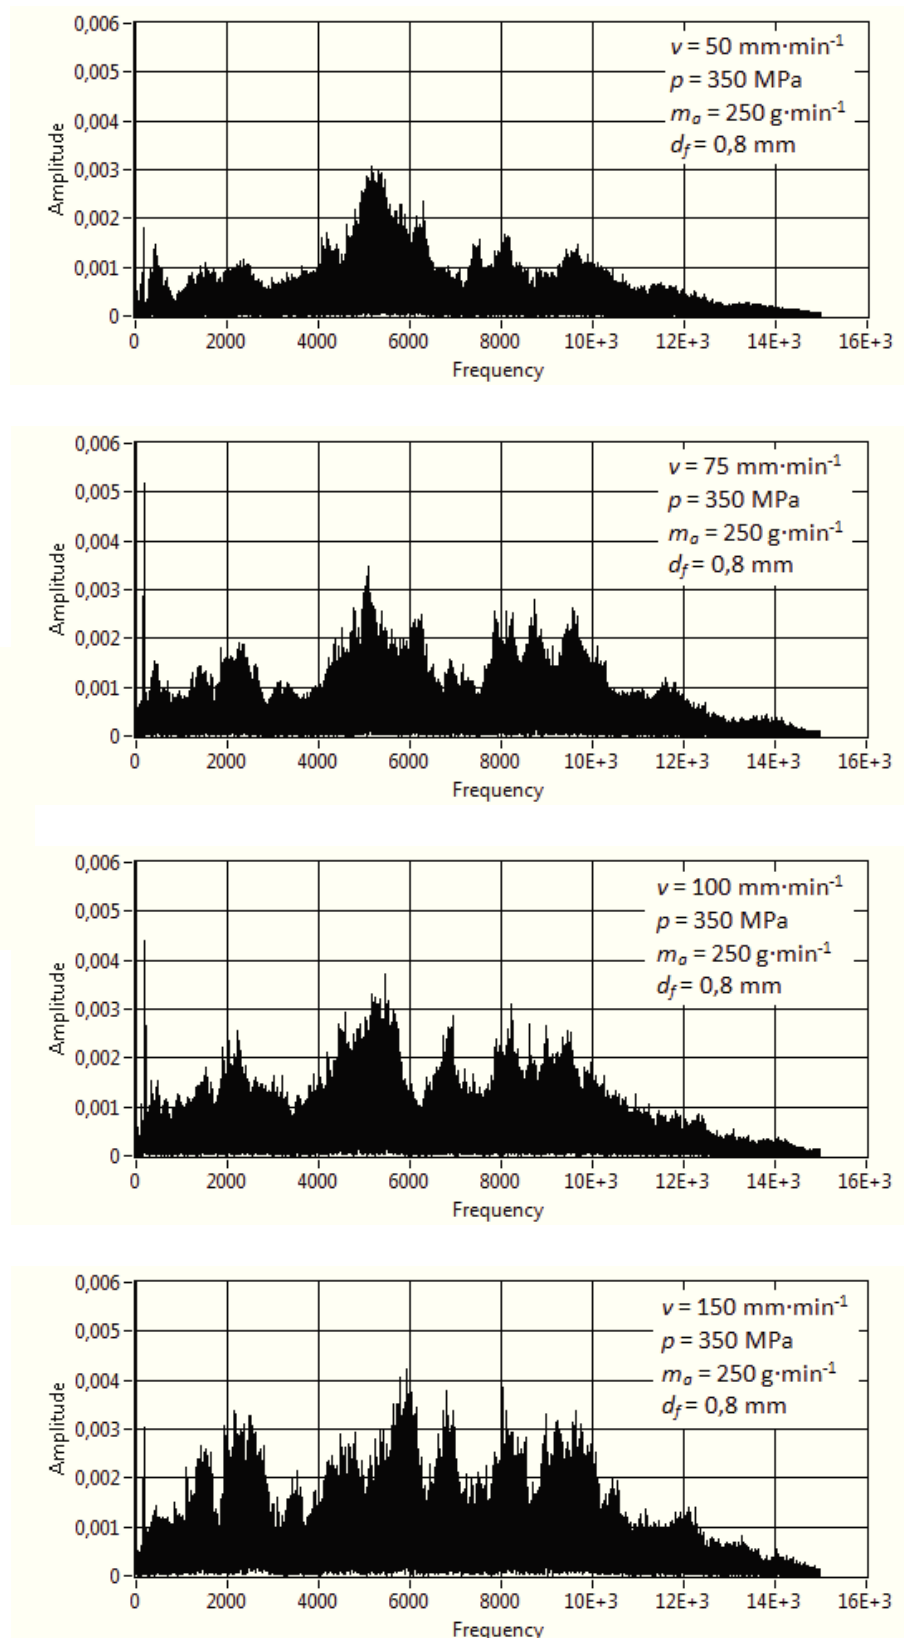 0,006
0,005
0,004
0,003
0,002
0,001
0
Amplitude
v = 50 mm·min⁻¹
p = 350 MPa
mₐ = 250 g·min⁻¹
d_f = 0,8 mm
0 2000 4000 6000 8000 10E+3 12E+3 14E+3 16E+3
Frequency
0,006
0,005
0,004
0,003
0,002
0,001
0
Amplitude
v = 75 mm·min⁻¹
p = 350 MPa
mₐ = 250 g·min⁻¹
d_f = 0,8 mm
0 2000 4000 6000 8000 10E+3 12E+3 14E+3 16E+3
Frequency
0,006
0,005
0,004
0,003
0,002
0,001
0
Amplitude
v = 100 mm·min⁻¹
p = 350 MPa
mₐ = 250 g·min⁻¹
d_f = 0,8 mm
0 2000 4000 6000 8000 10E+3 12E+3 14E+3 16E+3
Frequency
0,006
0,005
0,004
0,003
0,002
0,001
0
Amplitude
v = 150 mm·min⁻¹
p = 350 MPa
mₐ = 250 g·min⁻¹
d_f = 0,8 mm
0 2000 4000 6000 8000 10E+3 12E+3 14E+3 16E+3
Frequency